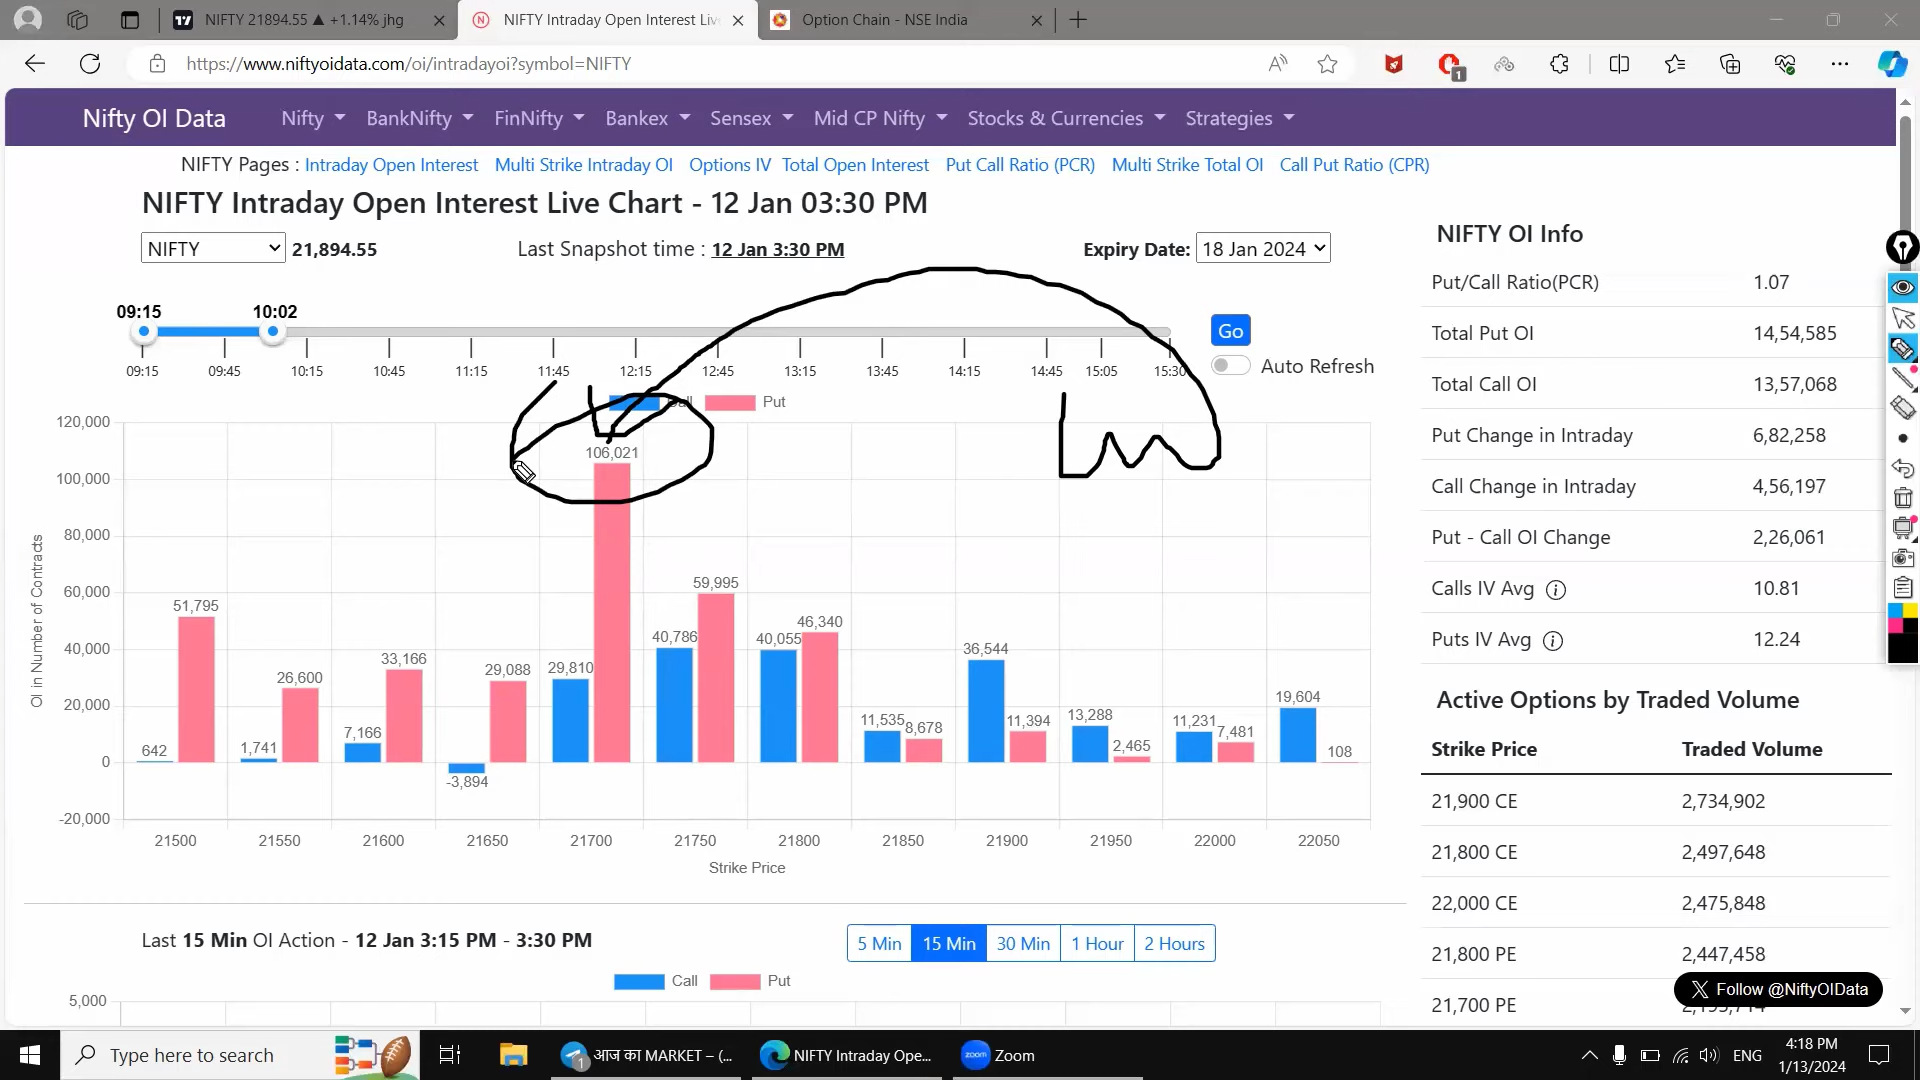 NIFTY 21894.55 ▲ +1.14% jhg
NIFTY Intraday Open Interest Liv
Option Chain - NSE India
https://www.niftyoidata.com/oi/intradayoi?symbol=NIFTY
1
Nifty OI Data
Nifty
BankNifty
FinNifty
Bankex
Sensex
Mid CP Nifty
Stocks & Currencies
Strategies
NIFTY Pages : Intraday Open Interest Multi Strike Intraday OI Options IV Total Open Interest Put Call Ratio (PCR) Multi Strike Total OI Call Put Ratio (CPR)
NIFTY Intraday Open Interest Live Chart - 12 Jan 03:30 PM
NIFTY 21,894.55
Last Snapshot time : 12 Jan 3:30 PM
Expiry Date: 18 Jan 2024
09:15 10:02
09:15 09:45 10:15 10:45 11:15 11:45 12:15 12:45 13:15 13:45 14:15 14:45 15:05 15:30
Go
Auto Refresh
Call Put
OI in Number of Contracts
120,000
100,000
80,000
60,000
40,000
20,000
0
-20,000
642 51,795
1,741 26,600
7,166 33,166
-3,894 29,088
29,810 106,021
40,786 59,995
40,055 46,340
11,535 8,678
36,544 11,394
13,288 2,465
11,231 7,481
19,604 108
21500 21550 21600 21650 21700 21750 21800 21850 21900 21950 22000 22050
Strike Price
Last 15 Min OI Action - 12 Jan 3:15 PM - 3:30 PM
5 Min 15 Min 30 Min 1 Hour 2 Hours
Call Put
5,000
NIFTY OI Info
Put/Call Ratio(PCR) 1.07
Total Put OI 14,54,585
Total Call OI 13,57,068
Put Change in Intraday 6,82,258
Call Change in Intraday 4,56,197
Put - Call OI Change 2,26,061
Calls IV Avg 10.81
Puts IV Avg 12.24
Active Options by Traded Volume
Strike Price Traded Volume
21,900 CE 2,734,902
21,800 CE 2,497,648
22,000 CE 2,475,848
21,800 PE 2,447,458
21,700 PE
Follow @NiftyOIData
Type here to search
1
आज का MARKET – (...
NIFTY Intraday Ope...
zoom
Zoom
ENG
4:18 PM
1/13/2024